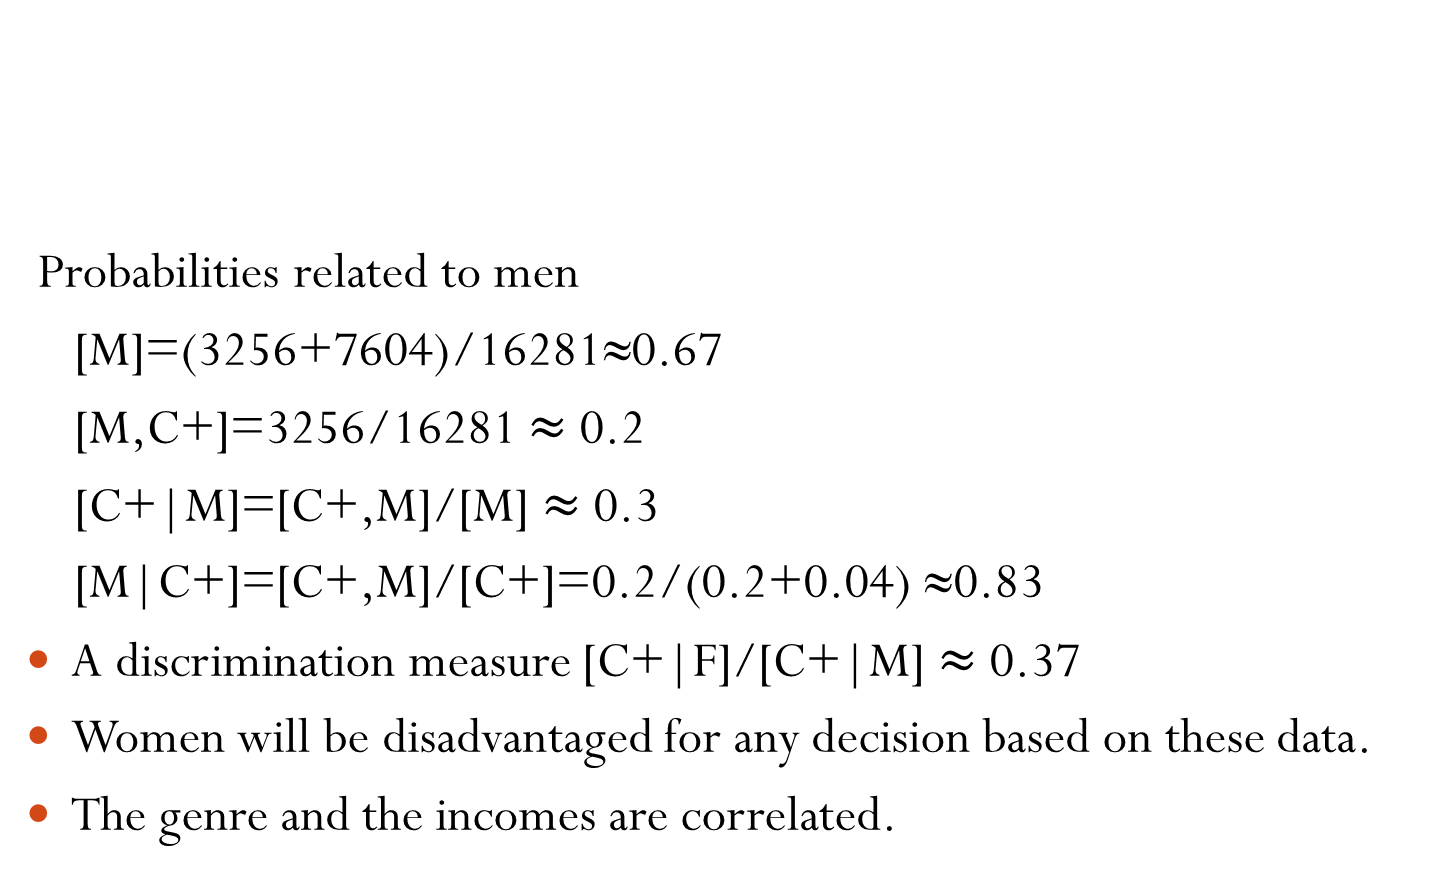 Probabilities related to men
[M]=(3256+7604)/16281≈0.67
[M,C+]=3256/16281 ≈ 0.2
[C+|M]=[C+,M]/[M] ≈ 0.3
[M|C+]=[C+,M]/[C+]=0.2/(0.2+0.04) ≈0.83
• A discrimination measure [C+|F]/[C+|M] ≈ 0.37
• Women will be disadvantaged for any decision based on these data.
• The genre and the incomes are correlated.